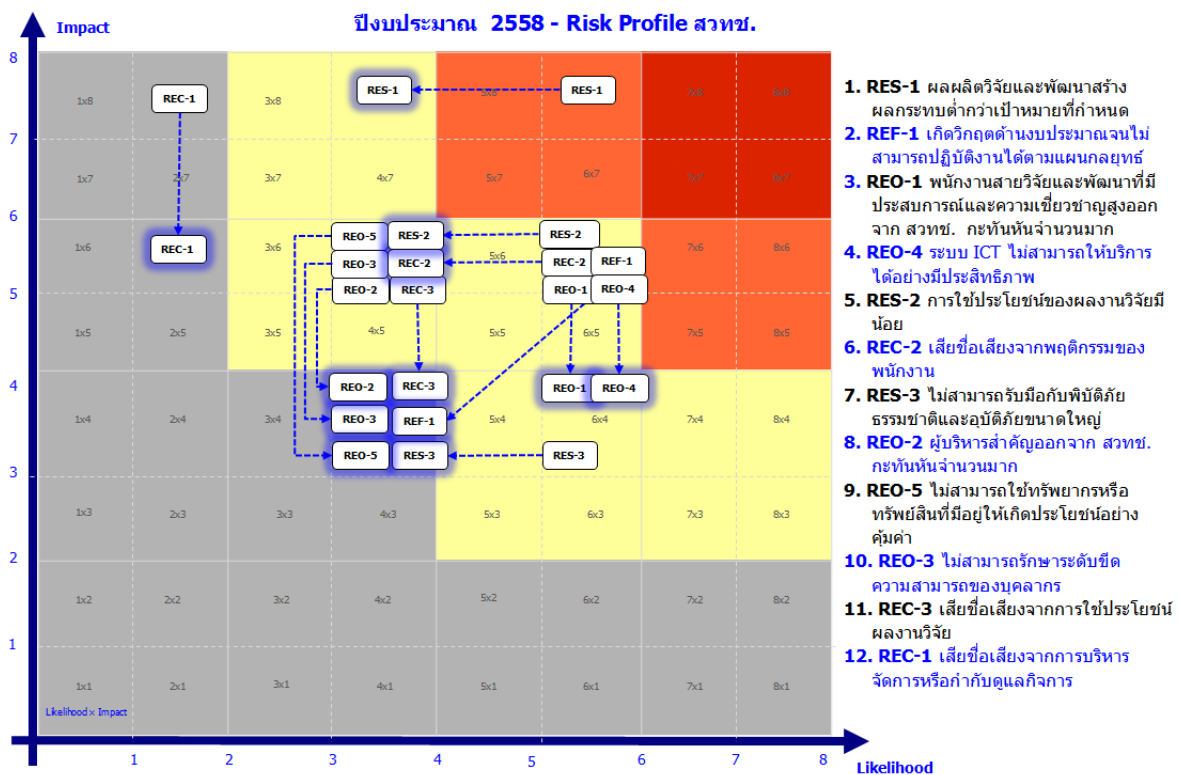 ปีงบประมาณ 2558 - Risk Profile สวทช.
Impact
8
7
6
5
4
3
2
1
1x8
REC-1
3x8
RES-1
5x8
RES-1
7x8
8x8
1x7
2x7
3x7
4x7
5x7
6x7
7x7
8x7
1x6
REC-1
3x6
REO-5
RES-2
RES-2
REO-3
REC-2
5x6
REC-2
REF-1
7x6
8x6
REO-2
REC-3
REO-1
REO-4
1x5
2x5
3x5
4x5
5x5
6x5
7x5
8x5
REO-2
REC-3
REO-1
REO-4
1x4
2x4
3x4
REO-3
REF-1
5x4
6x4
7x4
8x4
REO-5
RES-3
RES-3
1x3
2x3
3x3
4x3
5x3
6x3
7x3
8x3
1x2
2x2
3x2
4x2
5x2
6x2
7x2
8x2
1x1
2x1
3x1
4x1
5x1
6x1
7x1
8x1
Likelihood x Impact
1 2 3 4 5 6 7 8
Likelihood
1. RES-1 ผลผลิตวิจัยและพัฒนาสร้าง
ผลกระทบต่ำกว่าเป้าหมายที่กำหนด
2. REF-1 เกิดวิกฤตด้านงบประมาณจนไม่
สามารถปฏิบัติงานได้ตามแผนกลยุทธ์
3. REO-1 พนักงานสายวิจัยและพัฒนาที่มี
ประสบการณ์และความเชี่ยวชาญสูงออก
จาก สวทช. กะทันหันจำนวนมาก
4. REO-4 ระบบ ICT ไม่สามารถให้บริการ
ได้อย่างมีประสิทธิภาพ
5. RES-2 การใช้ประโยชน์ของผลงานวิจัยมี
น้อย
6. REC-2 เสียชื่อเสียงจากพฤติกรรมของ
พนักงาน
7. RES-3 ไม่สามารถรับมือกับพิบัติภัย
ธรรมชาติและอุบัติภัยขนาดใหญ่
8. REO-2 ผู้บริหารสำคัญออกจาก สวทช.
กะทันหันจำนวนมาก
9. REO-5 ไม่สามารถใช้ทรัพยากรหรือ
ทรัพย์สินที่มีอยู่ให้เกิดประโยชน์อย่าง
คุ้มค่า
10. REO-3 ไม่สามารถรักษาระดับขีด
ความสามารถของบุคลากร
11. REC-3 เสียชื่อเสียงจากการใช้ประโยชน์
ผลงานวิจัย
12. REC-1 เสียชื่อเสียงจากการบริหาร
จัดการหรือกำกับดูแลกิจการ